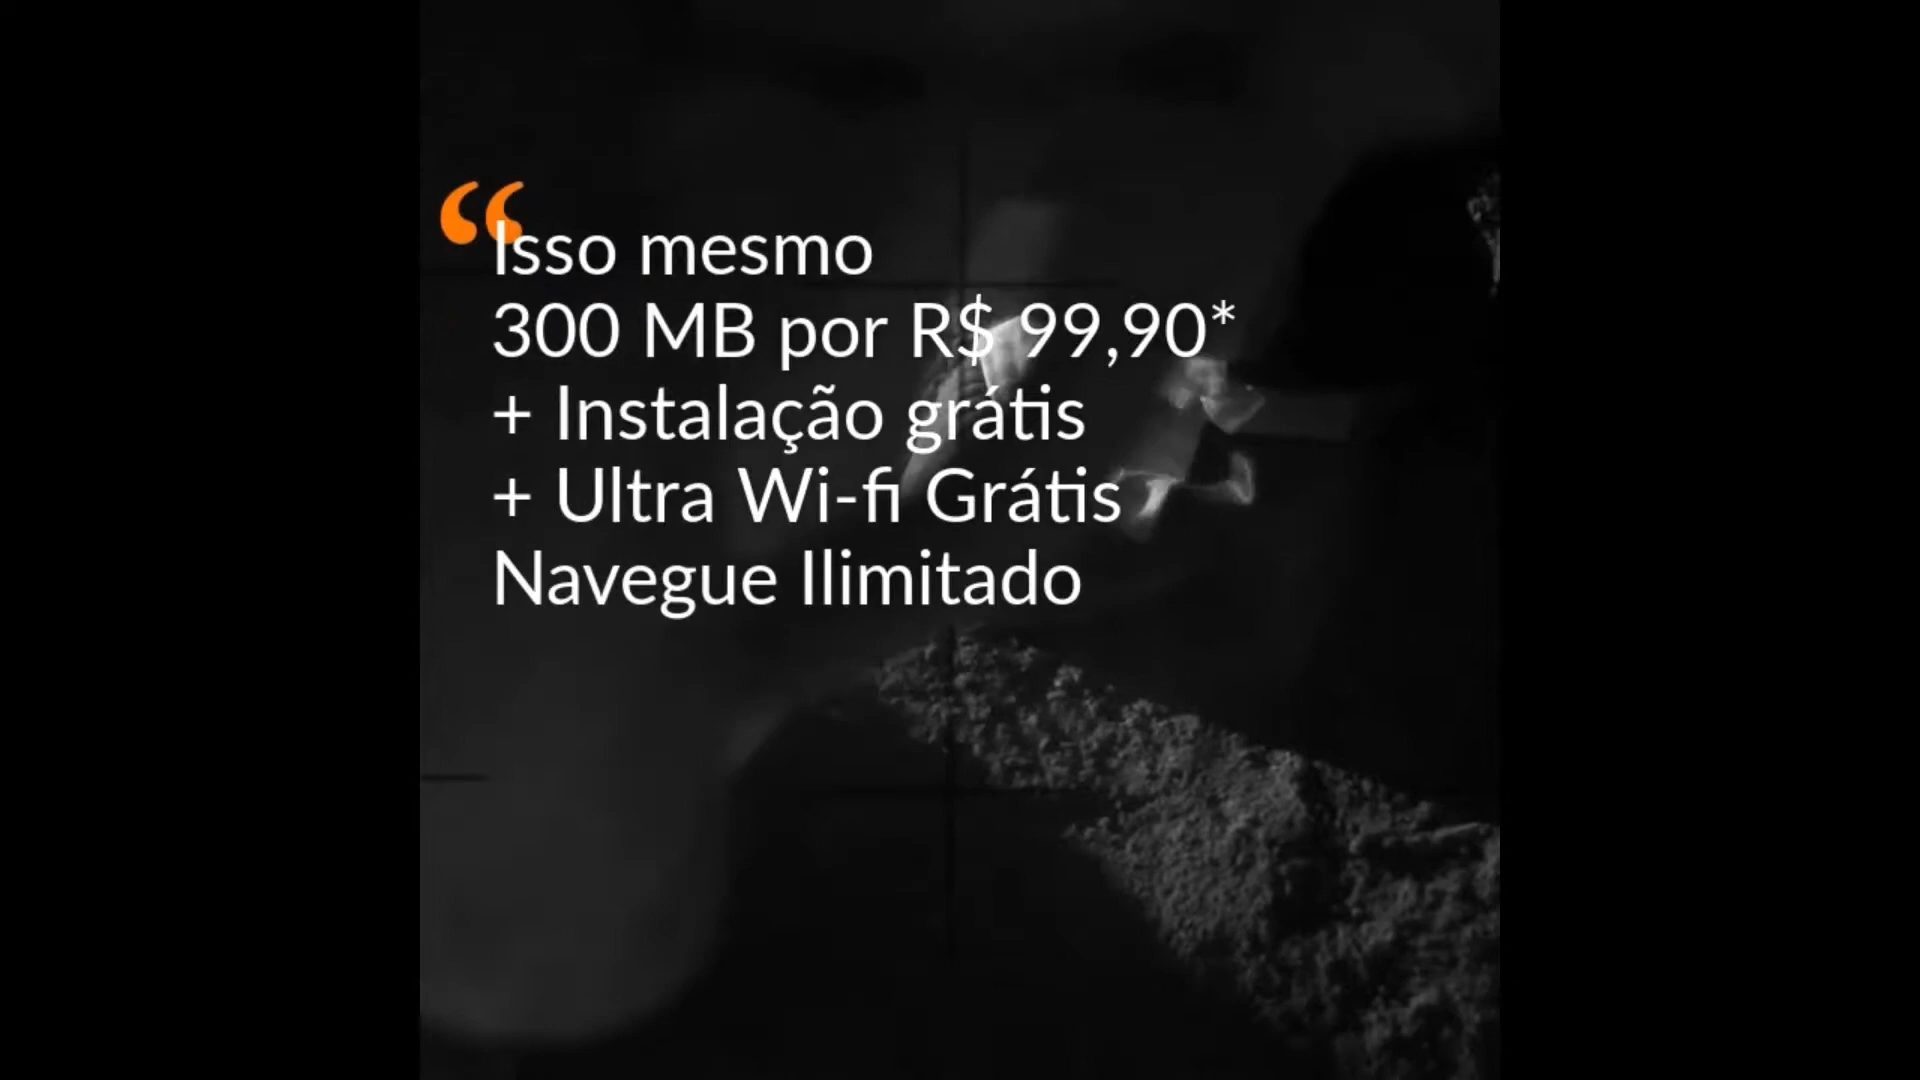 “Isso mesmo
300 MB por R$ 99,90*
+ Instalação grátis
+ Ultra Wi-fi Grátis
Navegue Ilimitado